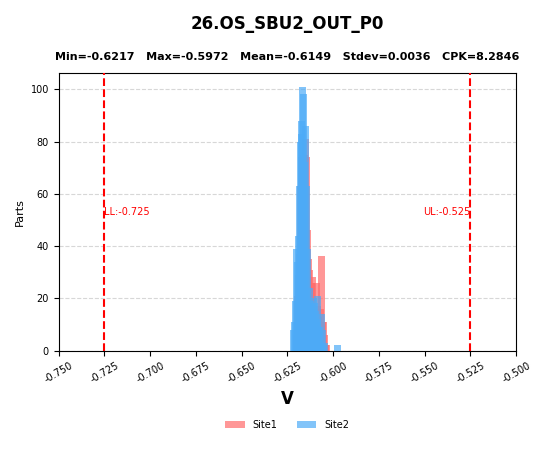 26.OS_SBU2_OUT_P0
Min=-0.6217 Max=-0.5972 Mean=-0.6149 Stdev=0.0036 CPK=8.2846
100
80
60
40
20
0
Parts
LL:-0.725
UL:-0.525
-0.750 -0.725 -0.700 -0.675 -0.650 -0.625 -0.600 -0.575 -0.550 -0.525 -0.500
V
Site1 Site2